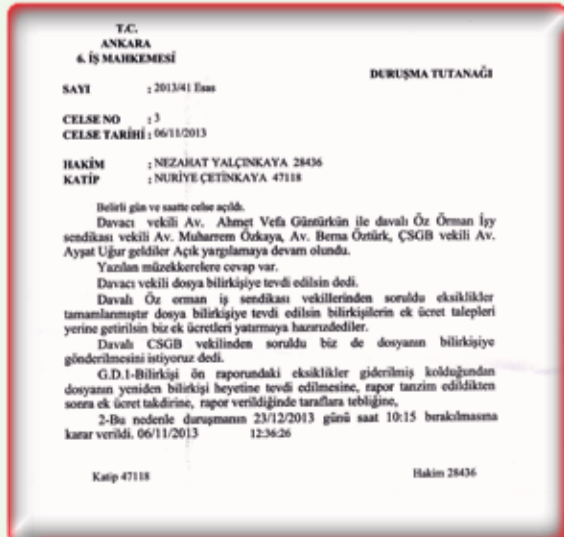 T.C.
ANKARA
6. İŞ MAHKEMESİ
DURUŞMA TUTANAĞI
SAYI : 2013/41 Esas
CELSE NO : 3
CELSE TARİHİ : 06/11/2013
HAKİM : NEZAHAT YALÇINKAYA 28436
KATİP : NURİYE ÇETİNKAYA 47118
Belirli gün ve saatte celse açıldı.
Davacı vekili Av. Ahmet Vefa Güntürkün ile davalı Öz Örman İşy
sendikası vekili Av. Muharrem Özkaya, Av. Berna Öztürk, ÇSGB vekili Av.
Ayşat Uğur geldiler Açık yargılamaya devam olundu.
Yazılan müzekkerelere cevap var.
Davacı vekili dosya bilirkişiye tevdi edilsin dedi.
Davalı Öz orman iş sendikası vekillerinden soruldu eksiklikler
tamamlanmıştır dosya bilirkişiye tevdi edilsin bilirkişilerin ek ücret talepleri
yerine getirilsin biz ek ücretleri yatırmaya hazırızdediler.
Davalı CSGB vekilinden soruldu biz de dosyanın bilirkişiye
gönderilmesini istiyoruz dedi.
G.D.1-Bilirkişi ön raporundaki eksiklikler giderilmiş kolduğundan
dosyanın yeniden bilirkişi heyetine tevdi edilmesine, rapor tanzim edildikten
sonra ek ücret takdirine, rapor verildiğinde taraflara tebliğine,
2-Bu nedenle duruşmanın 23/12/2013 günü saat 10:15 bırakılmasına
karar verildi. 06/11/2013 12:36:26
Katip 47118 Hakim 28436